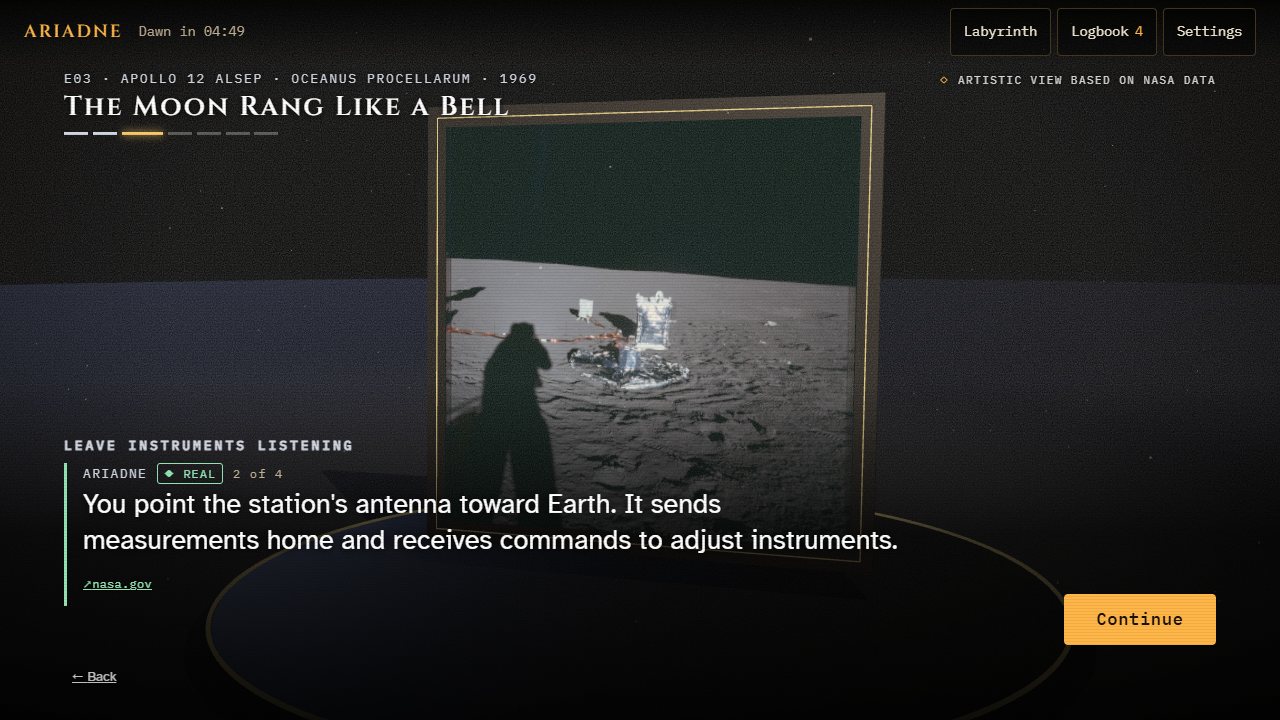 ARIADNE Dawn in 04:49 Labyrinth Logbook 4 Settings
E03 · APOLLO 12 ALSEP · OCEANUS PROCELLARUM · 1969
◇ ARTISTIC VIEW BASED ON NASA DATA
The Moon Rang Like a Bell
LEAVE INSTRUMENTS LISTENING
ARIADNE ◆ REAL 2 of 4
You point the station's antenna toward Earth. It sends
measurements home and receives commands to adjust instruments.
↗nasa.gov
Continue
← Back